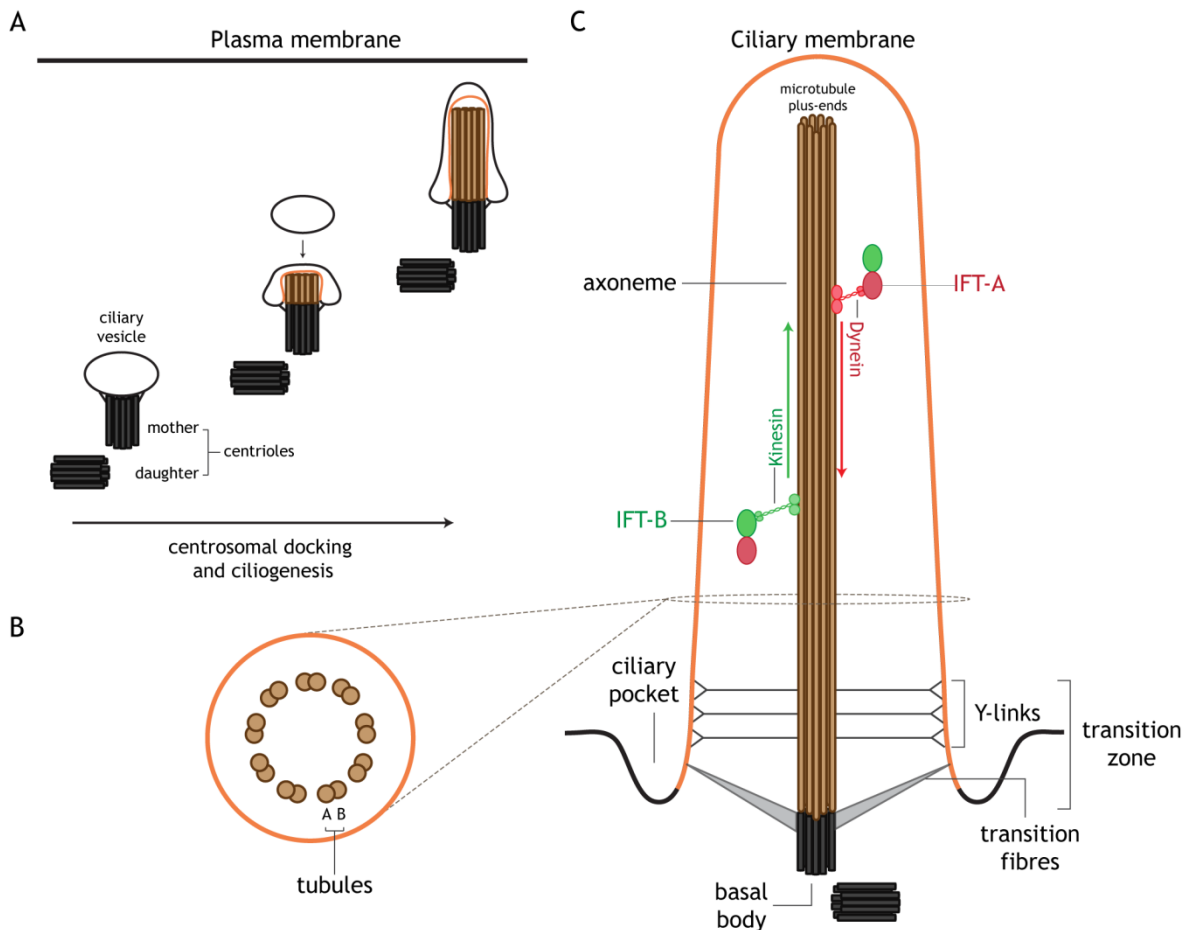 A
Plasma membrane
ciliary
vesicle
mother
daughter
centrioles
centrosomal docking
and ciliogenesis
B
A B
tubules
C
Ciliary membrane
microtubule
plus-ends
axoneme
IFT-A
Dynein
Kinesin
IFT-B
ciliary
pocket
Y-links
transition
zone
transition
fibres
basal
body